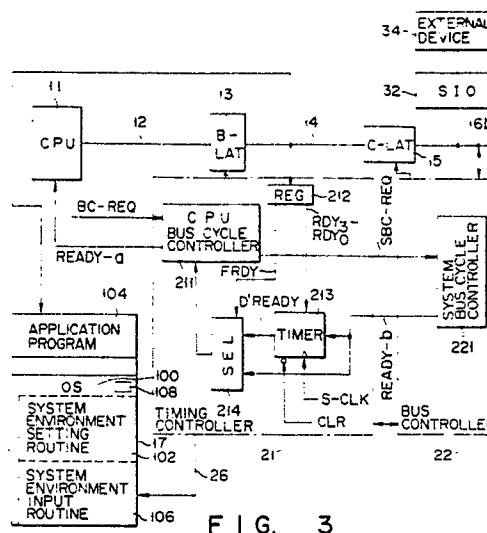 34
EXTERNAL
DEVICE
11
13
32
SIO
CPU
12
B-
LAT
14
C-LAT
15
REG
212
BC-REQ
CPU
BUS CYCLE
CONTROLLER
RDY3-
RDY0
SBC-REQ
READY-a
211
FRDY
SYSTEM
BUS CYCLE
CONTROLLER
104
D'READY
213
APPLICATION
PROGRAM
SEL
TIMER
READY-b
221
100
OS
108
214
S-CLK
SYSTEM
ENVIRONMENT
SETTING
ROUTINE
17
TIMING
CONTROLLER
CLR
BUS
CONTROLLER
102
26
21
22
SYSTEM
ENVIRONMENT
INPUT
ROUTINE
106
FIG. 3